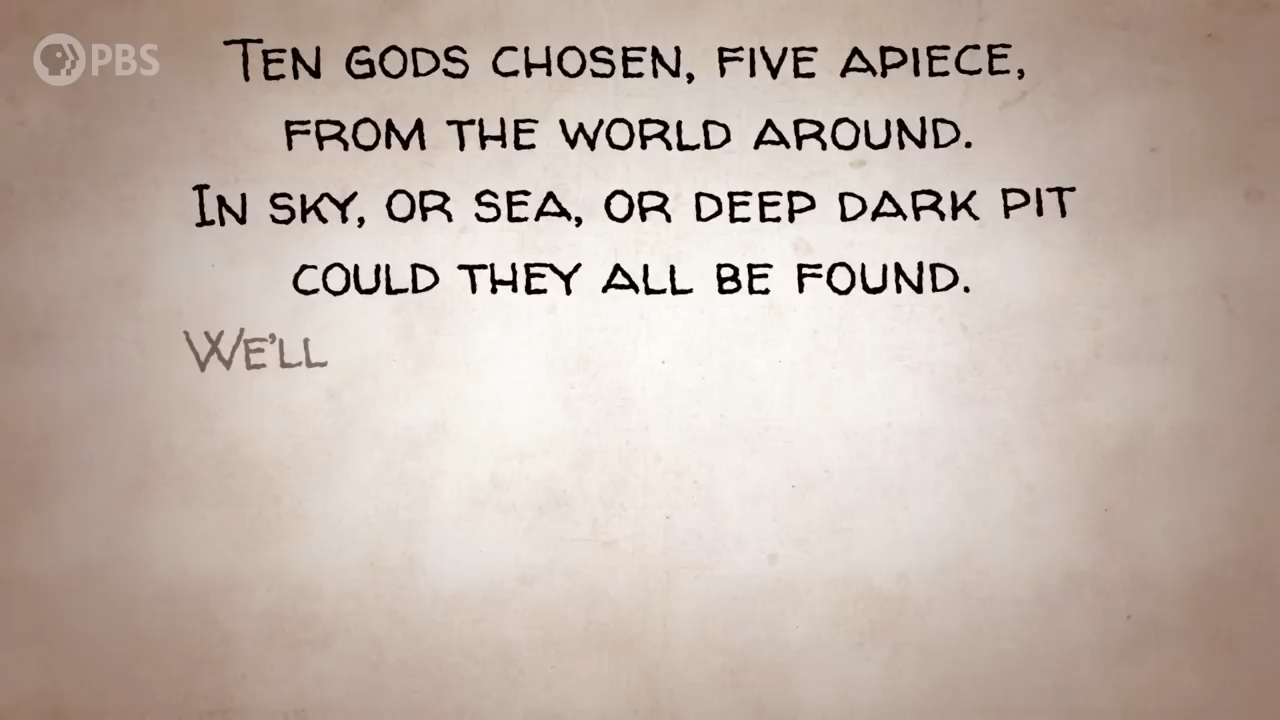 PBS
TEN GODS CHOSEN, FIVE APIECE,
FROM THE WORLD AROUND.
IN SKY, OR SEA, OR DEEP DARK PIT
COULD THEY ALL BE FOUND.
WE'LL